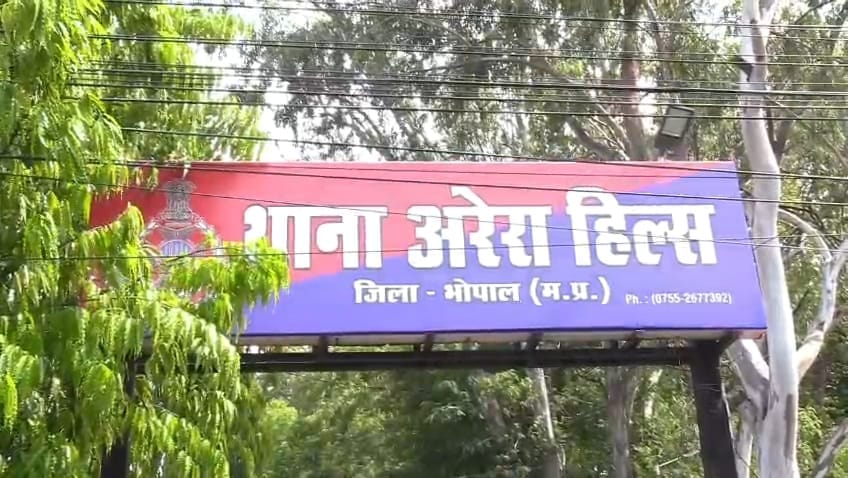 थाना अरेरा हिल्स
जिला - भोपाल (म.प्र.) Ph.: (0755-2677392)